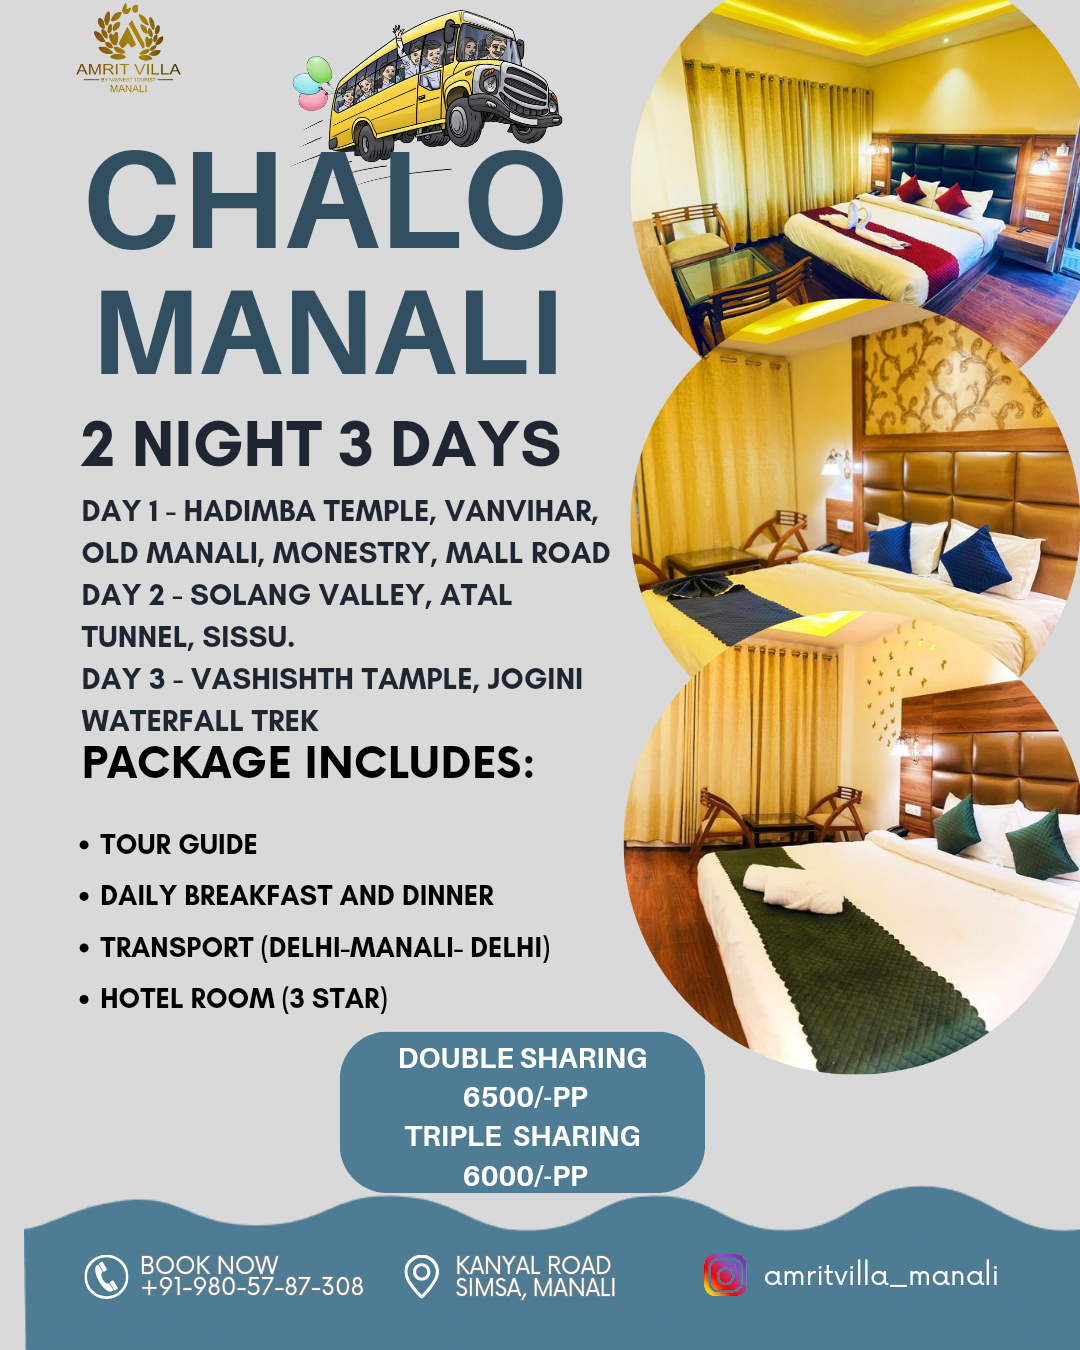 AMRIT VILLA
BY NAVNEET TOURIST
MANALI
CHALO
MANALI
2 NIGHT 3 DAYS
DAY 1 - HADIMBA TEMPLE, VANVIHAR,
OLD MANALI, MONESTRY, MALL ROAD
DAY 2 - SOLANG VALLEY, ATAL
TUNNEL, SISSU.
DAY 3 - VASHISHTH TAMPLE, JOGINI
WATERFALL TREK
PACKAGE INCLUDES:
• TOUR GUIDE
• DAILY BREAKFAST AND DINNER
• TRANSPORT (DELHI-MANALI- DELHI)
• HOTEL ROOM (3 STAR)
DOUBLE SHARING
6500/-PP
TRIPLE SHARING
6000/-PP
BOOK NOW
+91-980-57-87-308
KANYAL ROAD
SIMSA, MANALI
amritvilla_manali